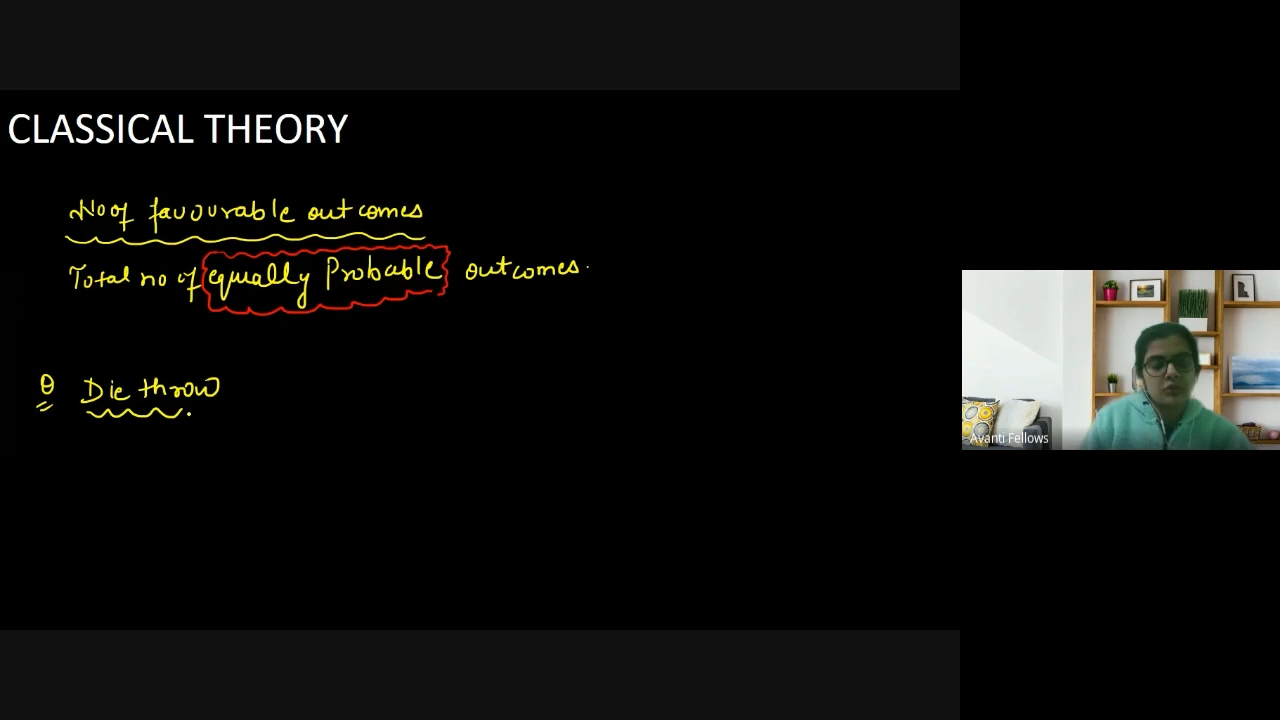 CLASSICAL THEORY
No of favourable outcomes
Total no of equally Probable outcomes.
Q Die throw
Avanti Fellows